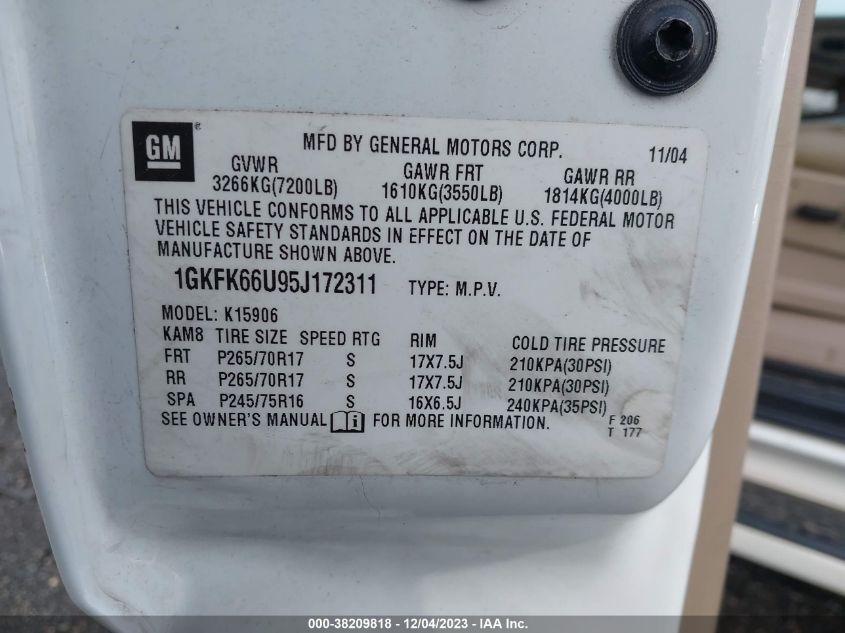 GM ®
MFD BY GENERAL MOTORS CORP. 11/04
GVWR GAWR FRT GAWR RR
3266KG(7200LB) 1610KG(3550LB) 1814KG(4000LB)
THIS VEHICLE CONFORMS TO ALL APPLICABLE U.S. FEDERAL MOTOR
VEHICLE SAFETY STANDARDS IN EFFECT ON THE DATE OF
MANUFACTURE SHOWN ABOVE.
1GKFK66U95J172311 TYPE: M.P.V.
MODEL: K15906
KAM8 TIRE SIZE SPEED RTG RIM COLD TIRE PRESSURE
FRT P265/70R17 S 17X7.5J 210KPA(30PSI)
RR P265/70R17 S 17X7.5J 210KPA(30PSI)
SPA P245/75R16 S 16X6.5J 240KPA(35PSI)
SEE OWNER'S MANUAL i FOR MORE INFORMATION.
F 206
T 177
000-38209818 - 12/04/2023 - IAA Inc.